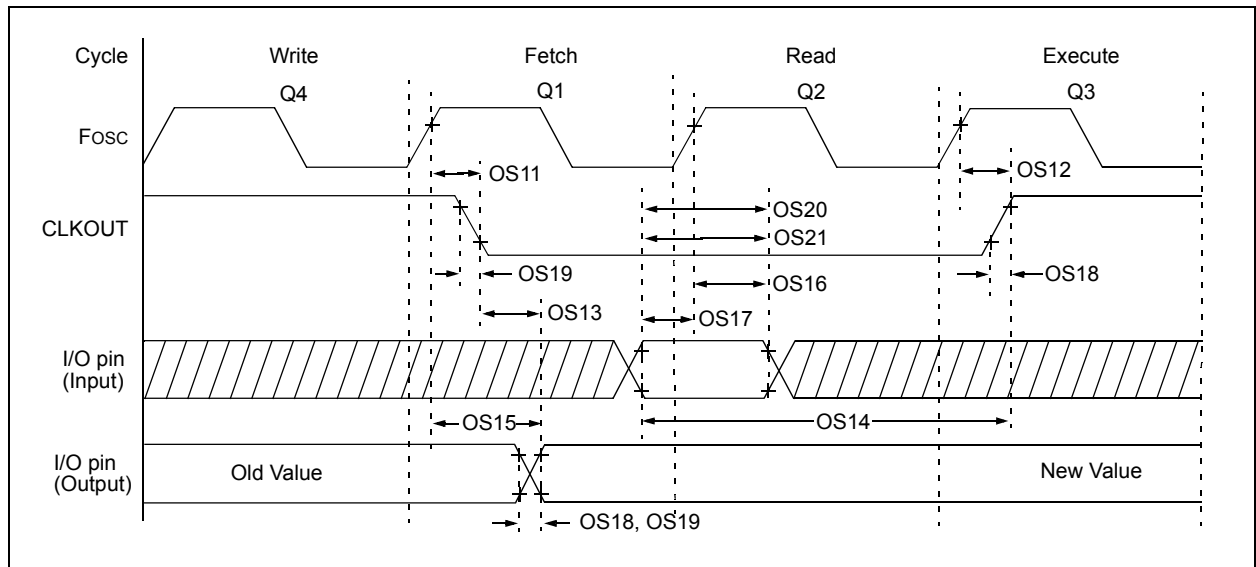 Cycle Write Fetch Read Execute
Q4 Q1 Q2 Q3
FOSC
OS11 OS12
OS20
CLKOUT
OS21
OS19 OS16 OS18
OS13 OS17
I/O pin
(Input)
OS15 OS14
I/O pin
(Output)
Old Value New Value
OS18, OS19